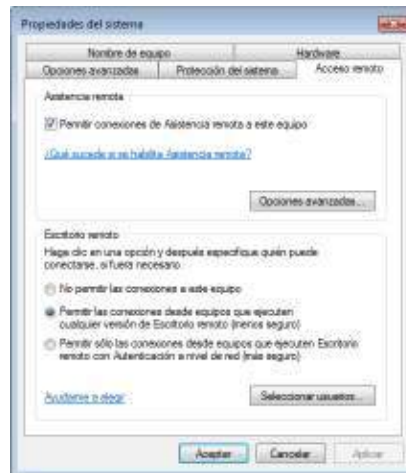 Propiedades del sistema
Nombre de equipo
Hardware
Opciones avanzadas
Protección del sistema
Acceso remoto
Asistencia remota
Permitir conexiones de Asistencia remota a este equipo
¿Qué sucede si se habilita Asistencia remota?
Opciones avanzadas...
Escritorio remoto
Haga clic en una opción y después especifique quién puede
conectarse, si fuera necesario.
No permitir las conexiones a este equipo
Permitir las conexiones desde equipos que ejecuten
cualquier versión de Escritorio remoto (menos seguro)
Permitir sólo las conexiones desde equipos que ejecuten Escritorio
remoto con Autenticación a nivel de red (más seguro)
Ayudarme a elegir
Seleccionar usuarios...
Aceptar
Cancelar
Aplicar